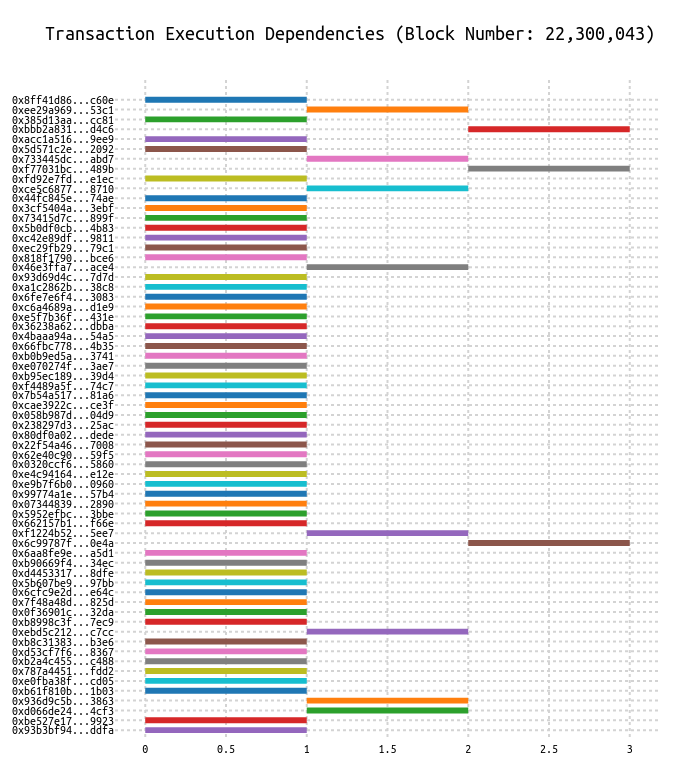 Transaction Execution Dependencies (Block Number: 22,300,043)
0x8ff41d86...c60e
0xee29a969...53c1
0x385d13aa...cc81
0xbbb2a831...d4c6
0xacc1a516...9ee9
0x5d571c2e...2092
0x733445dc...abd7
0xf77031bc...489b
0xfd92e7fd...e1ec
0xce5c6877...8710
0x44fc845e...74ae
0x3cf5404a...3ebf
0x73415d7c...899f
0x5b0df0cb...4b83
0xc42e89df...9811
0xec29fb29...79c1
0x818f1790...bce6
0x46e3ffa7...ace4
0x93d69d4c...7d7d
0xa1c2862b...38c8
0x6fe7e6f4...3083
0xc6a4689a...d1e9
0xe5f7b36f...431e
0x36238a62...dbba
0x4baaa94a...54a5
0x66fbc778...4b35
0xb0b9ed5a...3741
0xe070274f...3ae7
0xb95ec189...39d4
0xf4489a5f...74c7
0x7b54a517...81a6
0xcae3922c...ce3f
0x058b987d...04d9
0x238297d3...25ac
0x80df0a02...dede
0x22f54a46...7008
0x62e40c90...59f5
0x0320ccf6...5860
0xe4c94164...e12e
0xe9b7f6b0...0960
0x99774a1e...57b4
0x07344839...2890
0x5952efbc...3bbe
0x662157b1...f66e
0xf1224b52...5ee7
0x6c99787f...0e4a
0x6aa8fe9e...a5d1
0xb90669f4...34ec
0xd4453317...8dfe
0x5b607be9...97bb
0x6cfc9e2d...e64c
0x7f48a48d...825d
0x0f36901c...32da
0xb8998c3f...7ec9
0xebd5c212...c7cc
0xb8c31383...b3e6
0xd53cf7f6...8367
0xb2a4c455...c488
0x787a4451...fdd2
0xe0fba38f...cd05
0xb61f810b...1b03
0x936d9c5b...3863
0xd066de24...4cf3
0xbe527e17...9923
0x93b3bf94...ddfa
0 0.5 1 1.5 2 2.5 3